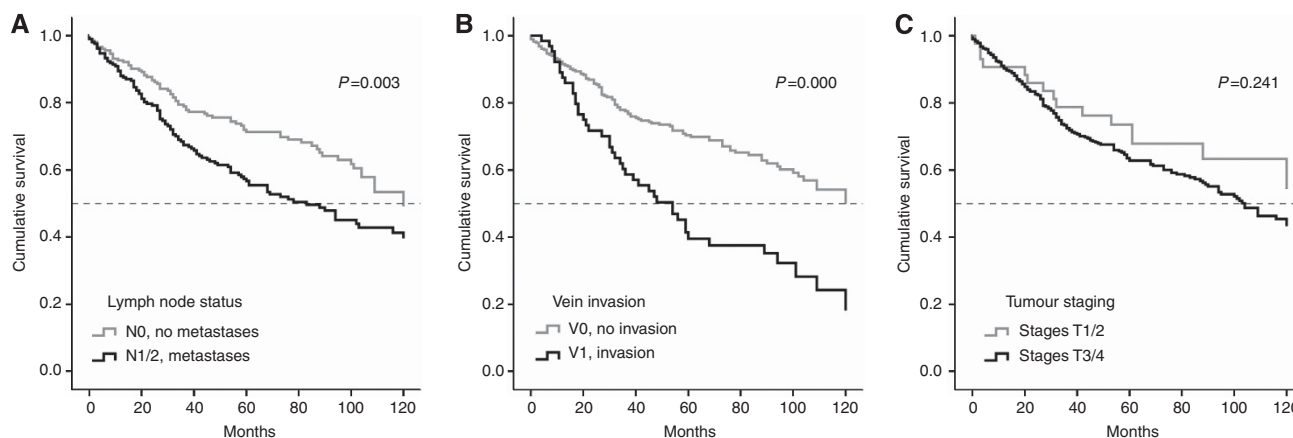 A
1.0
0.8
0.6
0.4
0.2
0.0
Cumulative survival
P=0.003
Lymph node status
N0, no metastases
N1/2, metastases
0 20 40 60 80 100 120
Months
B
1.0
0.8
0.6
0.4
0.2
0.0
Cumulative survival
P=0.000
Vein invasion
V0, no invasion
V1, invasion
0 20 40 60 80 100 120
Months
C
1.0
0.8
0.6
0.4
0.2
0.0
Cumulative survival
P=0.241
Tumour staging
Stages T1/2
Stages T3/4
0 20 40 60 80 100 120
Months